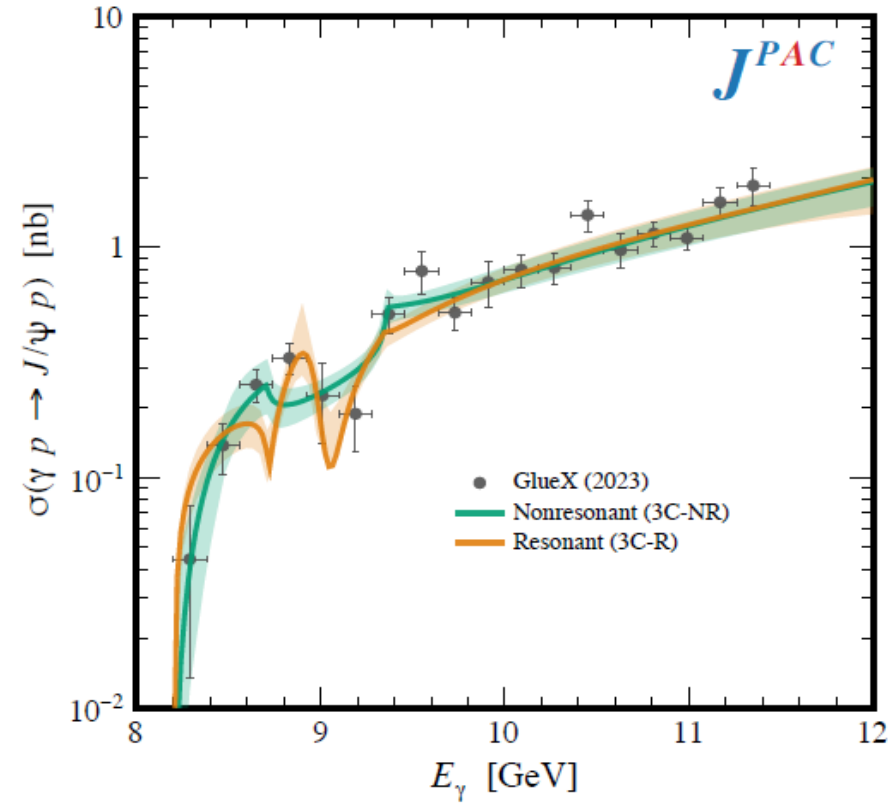 J^PAC
10
1
10⁻¹
10⁻²
σ(γ p → J/ψ p) [nb]
GlueX (2023)
Nonresonant (3C-NR)
Resonant (3C-R)
8 9 10 11 12
E_γ [GeV]